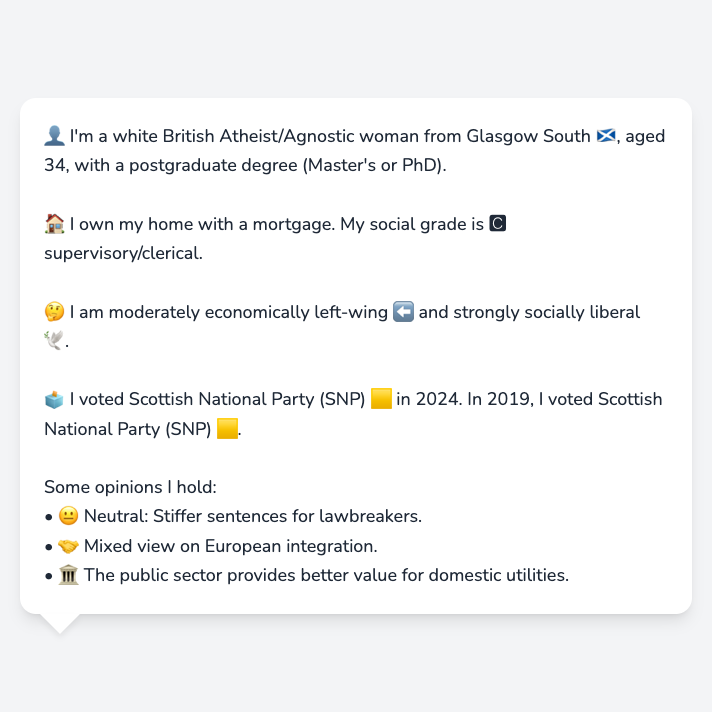 👤 I'm a white British Atheist/Agnostic woman from Glasgow South 🏴󠁧󠁢󠁳󠁣󠁴󠁿, aged
34, with a postgraduate degree (Master's or PhD).
🏠 I own my home with a mortgage. My social grade is 🅲
supervisory/clerical.
🤔 I am moderately economically left-wing ⬅️ and strongly socially liberal
🕊️.
🗳️ I voted Scottish National Party (SNP) 🟨 in 2024. In 2019, I voted Scottish
National Party (SNP) 🟨.
Some opinions I hold:
• 😐 Neutral: Stiffer sentences for lawbreakers.
• 🤝 Mixed view on European integration.
• 🏛️ The public sector provides better value for domestic utilities.